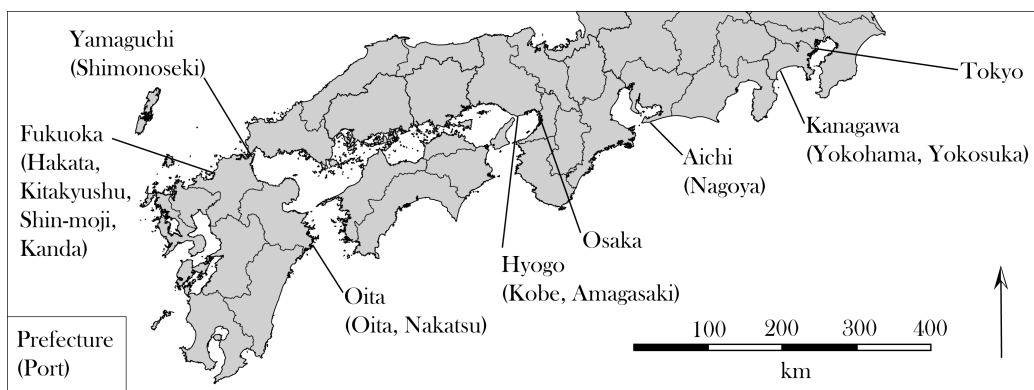 Yamaguchi
(Shimonoseki)
Tokyo
Fukuoka
(Hakata,
Kitakyushu,
Shin-moji,
Kanda)
Kanagawa
(Yokohama, Yokosuka)
Aichi
(Nagoya)
Osaka
Hyogo
(Kobe, Amagasaki)
Oita
(Oita, Nakatsu)
Prefecture
(Port)
100 200 300 400
km